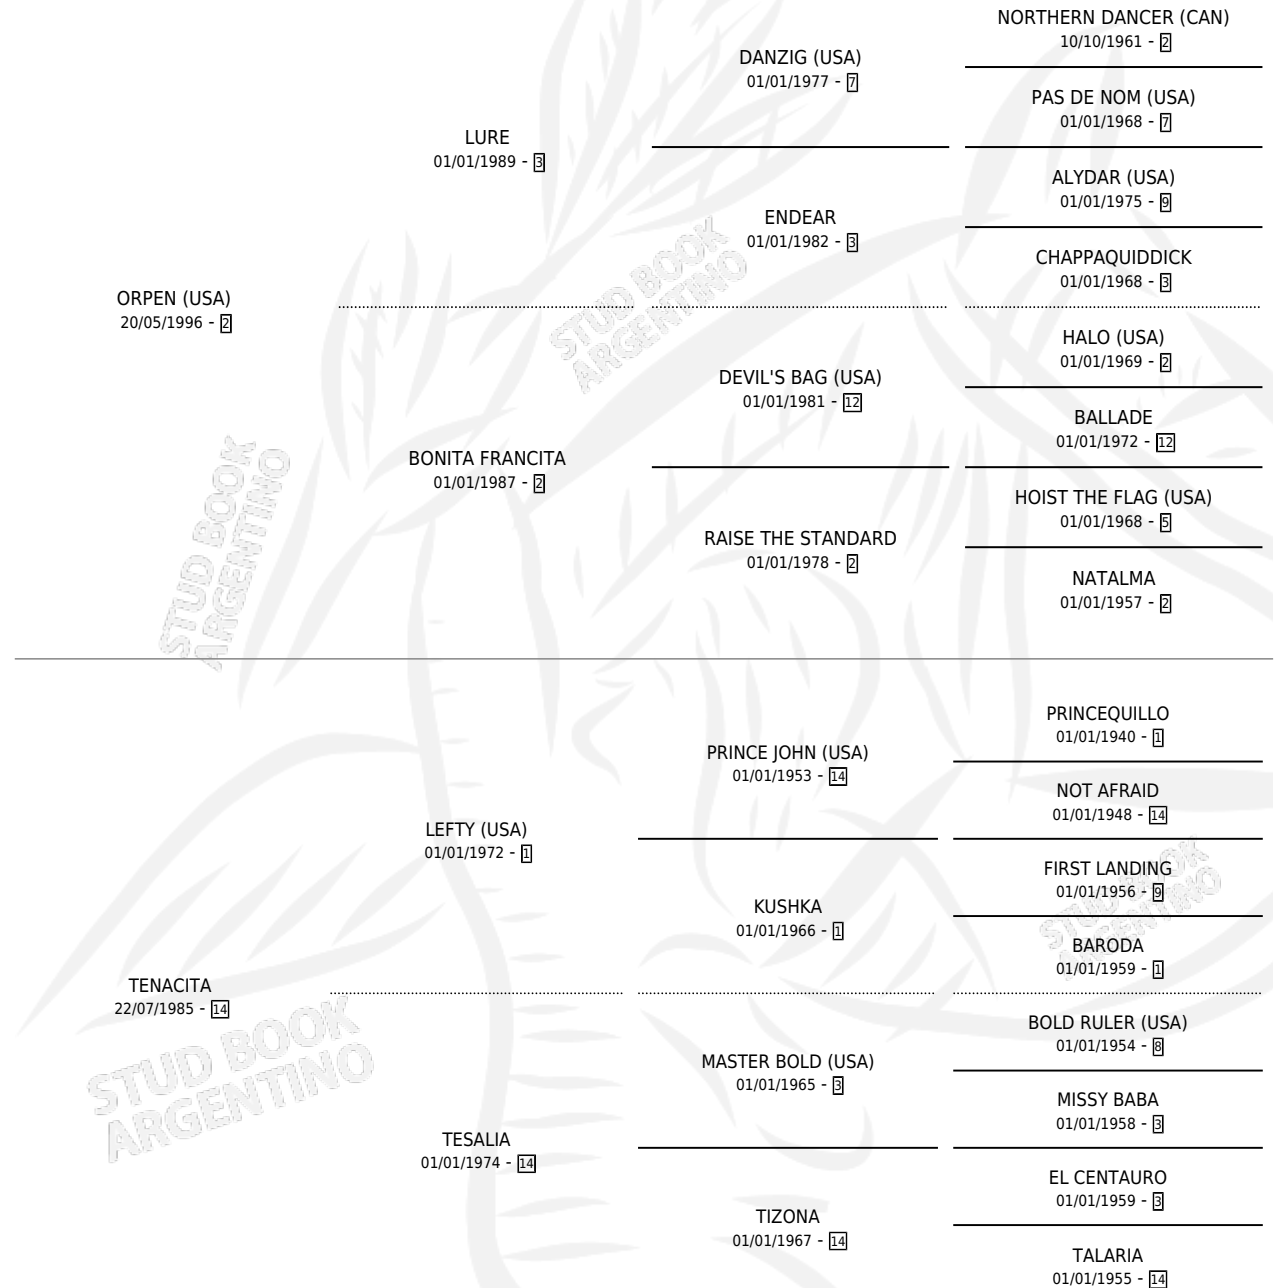 NORTHERN DANCER (CAN)
10/10/1961 - 2
DANZIG (USA)
01/01/1977 - 7
PAS DE NOM (USA)
01/01/1968 - 7
LURE
01/01/1989 - 3
ALYDAR (USA)
01/01/1975 - 9
ENDEAR
01/01/1982 - 3
CHAPPAQUIDDICK
01/01/1968 - 3
ORPEN (USA)
20/05/1996 - 2
STUD BOOK
ARGENTINO
HALO (USA)
01/01/1969 - 2
DEVIL'S BAG (USA)
01/01/1981 - 12
BALLADE
01/01/1972 - 12
BONITA FRANCITA
01/01/1987 - 2
HOIST THE FLAG (USA)
01/01/1968 - 5
RAISE THE STANDARD
01/01/1978 - 2
NATALMA
01/01/1957 - 2
STUD BOOK
ARGENTINO
PRINCEQUILLO
01/01/1940 - 1
PRINCE JOHN (USA)
01/01/1953 - 14
NOT AFRAID
01/01/1948 - 14
LEFTY (USA)
01/01/1972 - 1
FIRST LANDING
01/01/1956 - 9
KUSHKA
01/01/1966 - 1
BARODA
01/01/1959 - 1
STUD BOOK
ARGENTINO
TENACITA
22/07/1985 - 14
BOLD RULER (USA)
01/01/1954 - 8
MASTER BOLD (USA)
01/01/1965 - 3
MISSY BABA
01/01/1958 - 3
STUD BOOK
ARGENTINO
TESALIA
01/01/1974 - 14
EL CENTAURO
01/01/1959 - 3
TIZONA
01/01/1967 - 14
TALARIA
01/01/1955 - 14